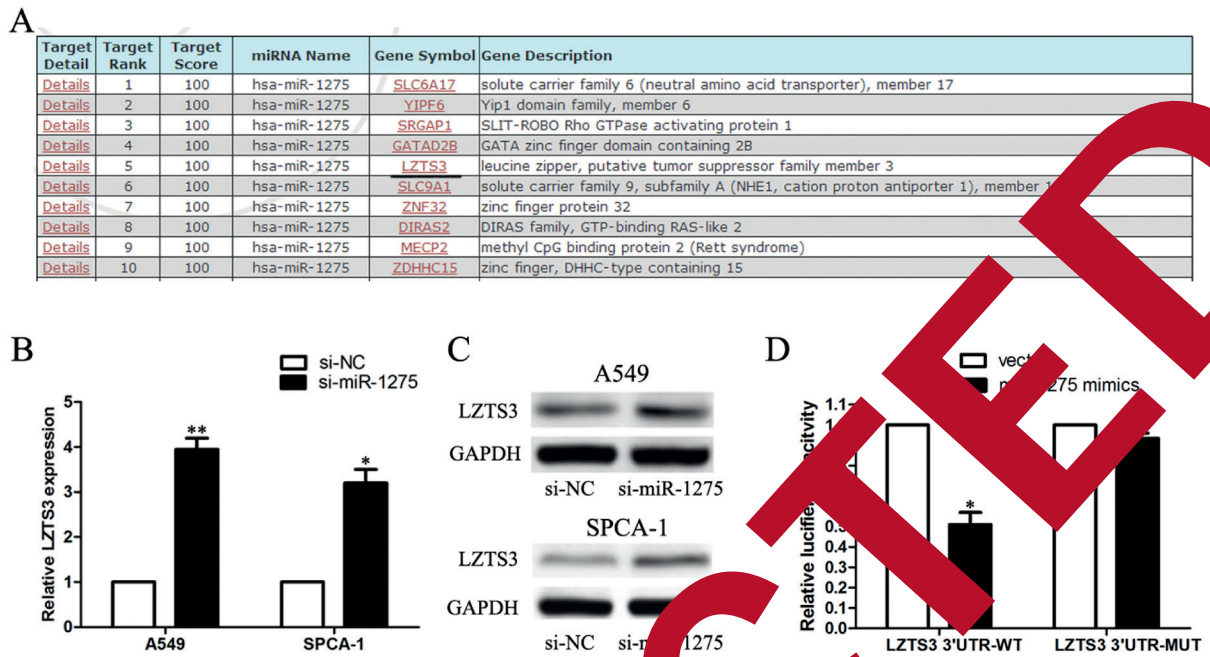 A
Target Detail Target Rank Target Score miRNA Name Gene Symbol Gene Description
Details 1 100 hsa-miR-1275 SLC6A17 solute carrier family 6 (neutral amino acid transporter), member 17
Details 2 100 hsa-miR-1275 YIPF6 Yip1 domain family, member 6
Details 3 100 hsa-miR-1275 SRGAP1 SLIT-ROBO Rho GTPase activating protein 1
Details 4 100 hsa-miR-1275 GATAD2B GATA zinc finger domain containing 2B
Details 5 100 hsa-miR-1275 LZTS3 leucine zipper, putative tumor suppressor family member 3
Details 6 100 hsa-miR-1275 SLC9A1 solute carrier family 9, subfamily A (NHE1, cation proton antiporter 1), member
Details 7 100 hsa-miR-1275 ZNF32 zinc finger protein 32
Details 8 100 hsa-miR-1275 DIRAS2 DIRAS family, GTP-binding RAS-like 2
Details 9 100 hsa-miR-1275 MECP2 methyl CpG binding protein 2 (Rett syndrome)
Details 10 100 hsa-miR-1275 ZDHHC15 zinc finger, DHHC-type containing 15
B
si-NC
si-miR-1275
Relative LZTS3 expression
5
4
3
2
1
0
**
*
A549 SPCA-1
C
A549
LZTS3
GAPDH
si-NC si-miR-1275
SPCA-1
LZTS3
GAPDH
si-NC
D
mimics
Relative
1.1
0.4
0.3
0.2
0.1
0.0
*
LZTS3 3'UTR-WT LZTS3 3'UTR-MUT
CTED